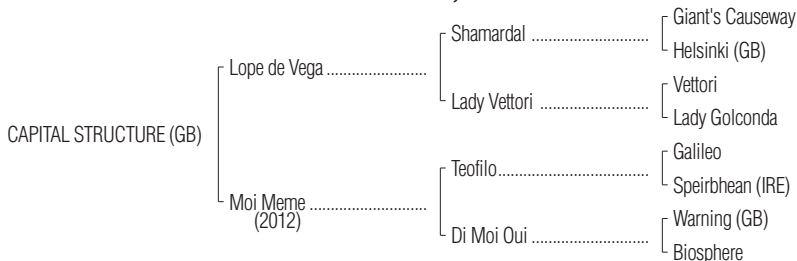 Giant's Causeway
Shamardal ....................
Helsinki (GB)
Lope de Vega .......................
Vettori
Lady Vettori ..................
Lady Golconda
CAPITAL STRUCTURE (GB)
Galileo
Teofilo............................
Speirbhean (IRE)
Moi Meme ...........................
(2012)
Warning (GB)
Di Moi Oui ....................
Biosphere